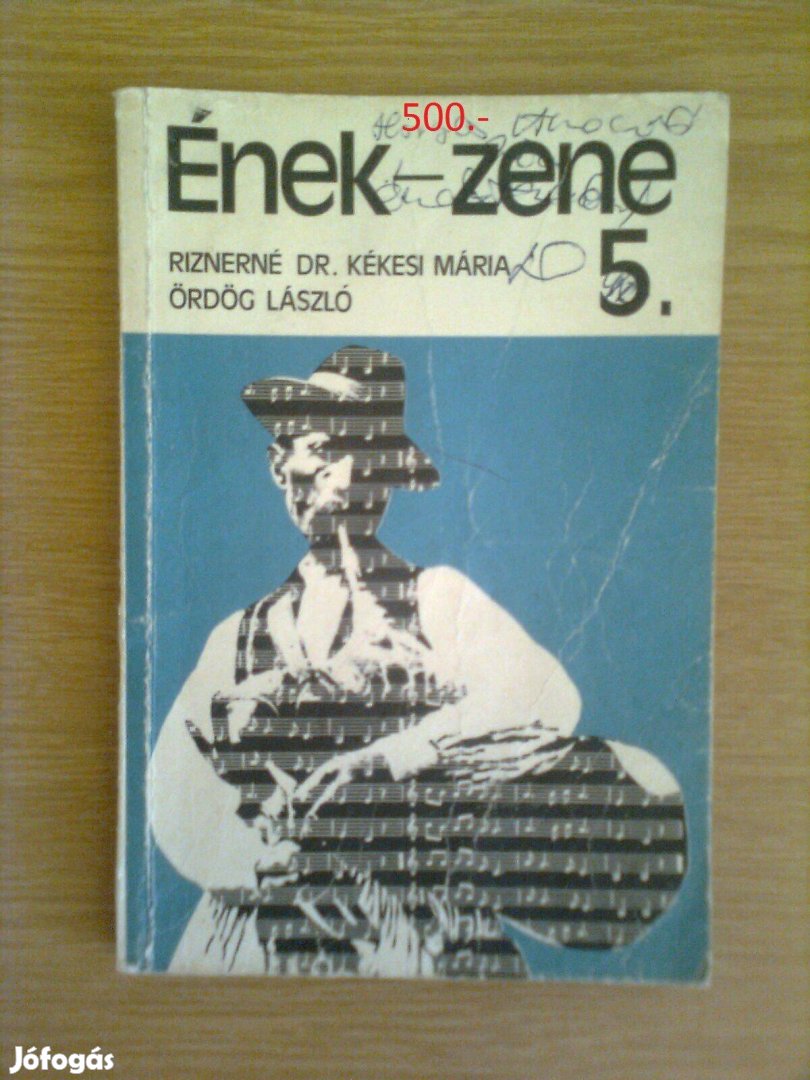 500.-
Ének–zene
RIZNERNÉ DR. KÉKESI MÁRIA
5.
ÖRDÖG LÁSZLÓ
Jófogás